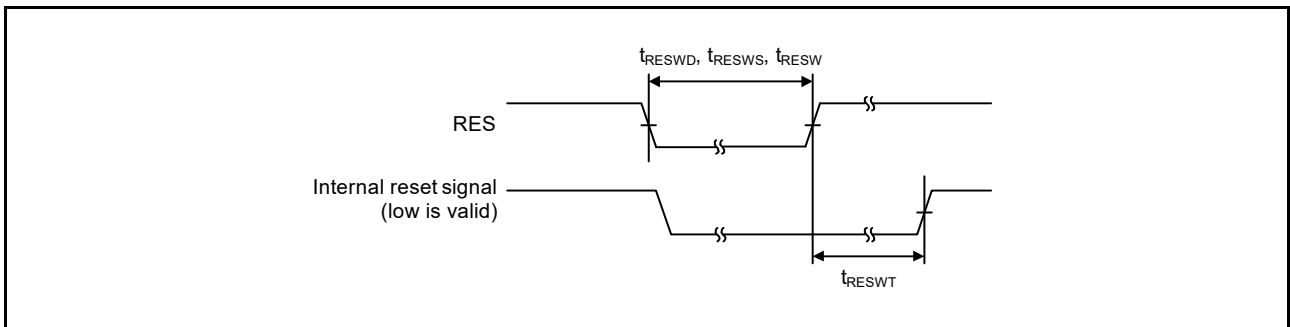 tRESWD, tRESWS, tRESW
RES
Internal reset signal
(low is valid)
tRESWT